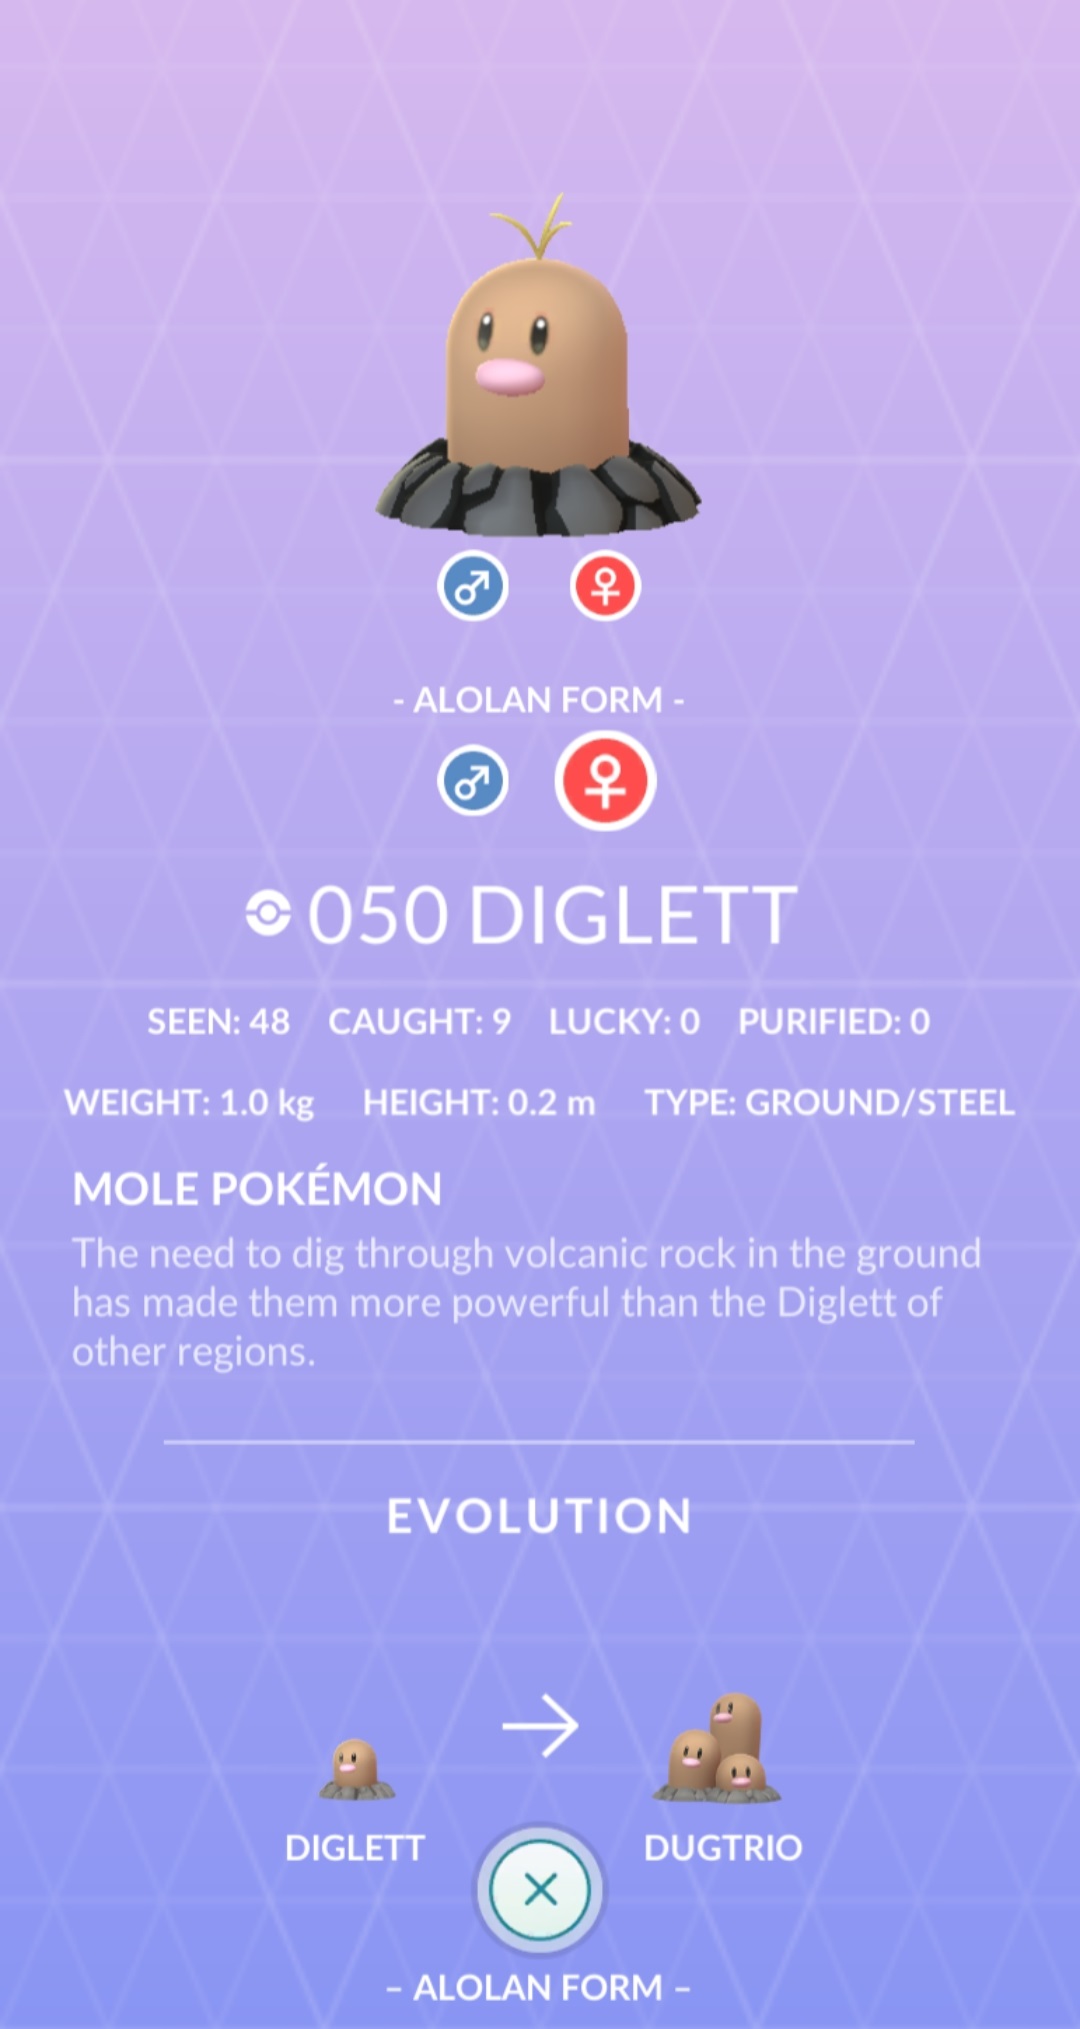 - ALOLAN FORM -
050 DIGLETT
SEEN: 48 CAUGHT: 9 LUCKY: 0 PURIFIED: 0
WEIGHT: 1.0 kg HEIGHT: 0.2 m TYPE: GROUND/STEEL
MOLE POKÉMON
The need to dig through volcanic rock in the ground
has made them more powerful than the Diglett of
other regions.
EVOLUTION
DIGLETT DUGTRIO
– ALOLAN FORM –